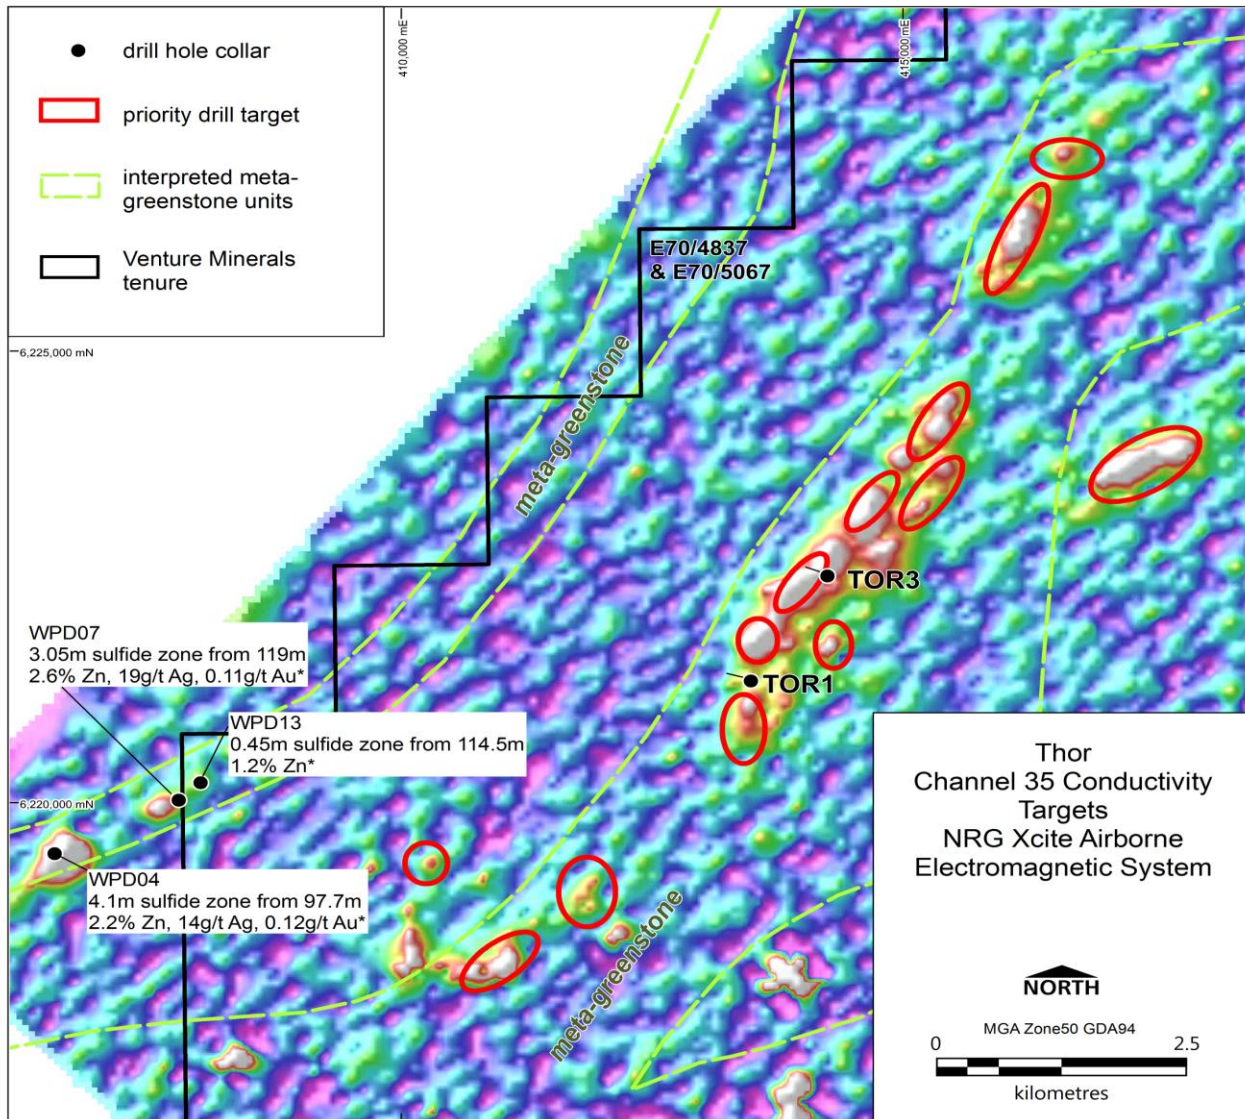 drill hole collar
priority drill target
interpreted meta-
greenstone units
Venture Minerals
tenure
410,000 mE
415,000 mE
E70/4837
& E70/5067
6,225,000 mN
meta-greenstone
TOR3
TOR1
WPD07
3.05m sulfide zone from 119m
2.6% Zn, 19g/t Ag, 0.11g/t Au*
WPD13
0.45m sulfide zone from 114.5m
1.2% Zn*
6,220,000 mN
WPD04
4.1m sulfide zone from 97.7m
2.2% Zn, 14g/t Ag, 0.12g/t Au*
meta-greenstone
Thor
Channel 35 Conductivity
Targets
NRG Xcite Airborne
Electromagnetic System
NORTH
MGA Zone50 GDA94
0 2.5
kilometres